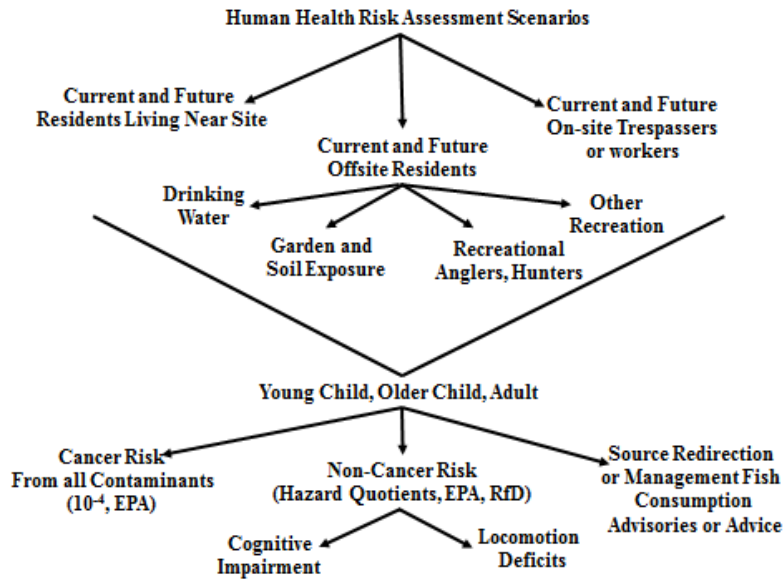 Human Health Risk Assessment Scenarios
Current and Future
Residents Living Near Site
Current and Future
On-site Trespassers
or workers
Current and Future
Offsite Residents
Drinking
Water
Garden and
Soil Exposure
Recreational
Anglers, Hunters
Other
Recreation
Young Child, Older Child, Adult
Cancer Risk
From all Contaminants
(10⁻⁴, EPA)
Non-Cancer Risk
(Hazard Quotients, EPA, RfD)
Source Redirection
or Management Fish
Consumption
Advisories or Advice
Cognitive
Impairment
Locomotion
Deficits